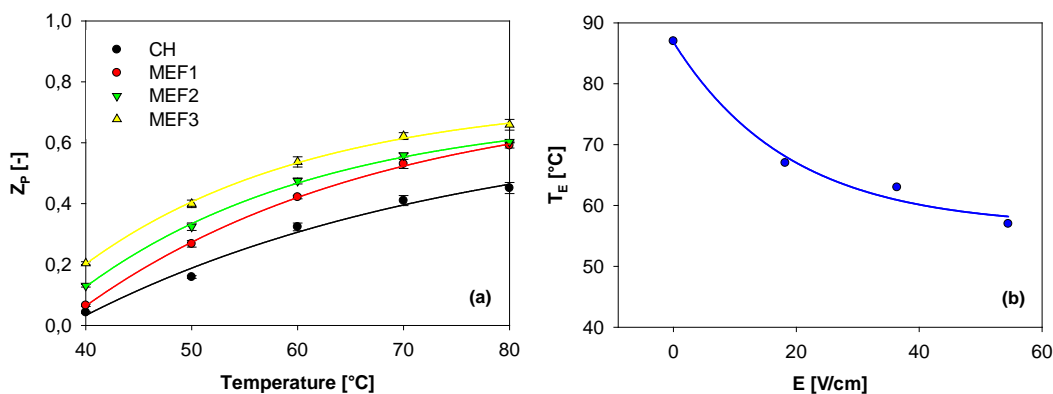 1,0
0,8
0,6
0,4
0,2
0,0
Z_P [-]
CH
MEF1
MEF2
MEF3
(a)
40 50 60 70 80
Temperature [°C]
90
80
70
60
50
40
T_E [°C]
(b)
0 20 40 60
E [V/cm]